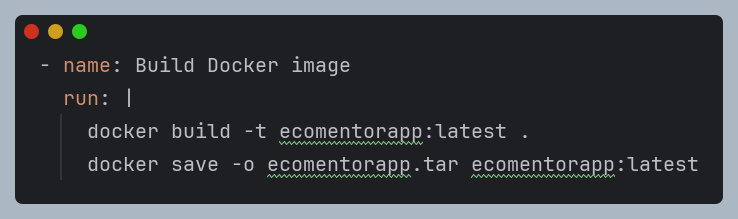 - name: Build Docker image
run: |
docker build -t ecomentorapp:latest .
docker save -o ecomentorapp.tar ecomentorapp:latest